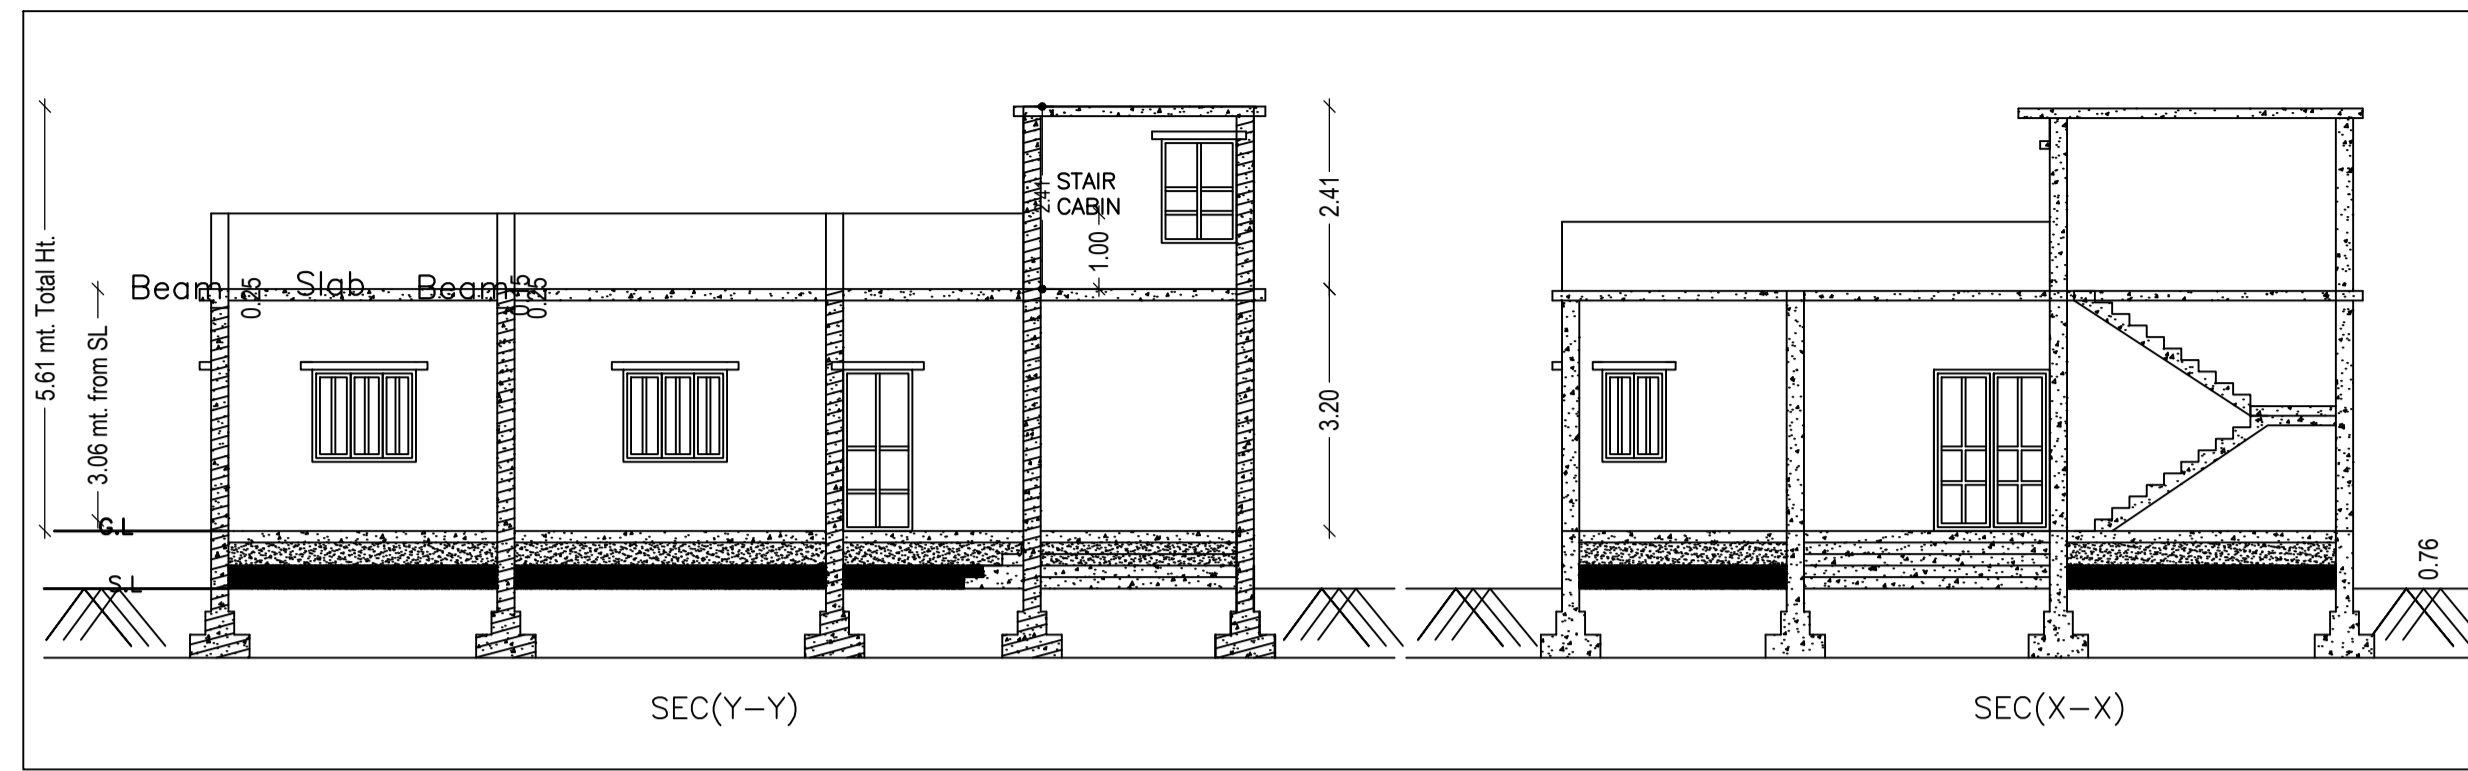 5.61 mt. Total Ht.
3.06 mt. from SL
G.L
S.L
Beam
0.25
Slab
Beam
0.15
0.25
2.41
STAIR
CABIN
1.00
2.41
3.20
0.76
SEC(Y-Y)
SEC(X-X)